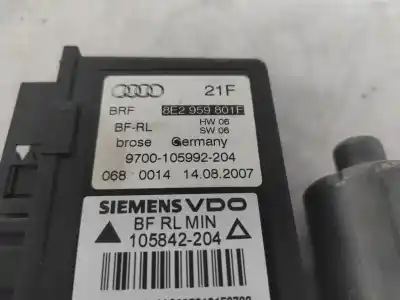 21F
BRF 8E2 959 801F
BF-RL HW 06
SW 06
brose Germany
9700-105992-204
068 0014 14.08.2007
SIEMENS VDO
BF RL MIN
105842-204